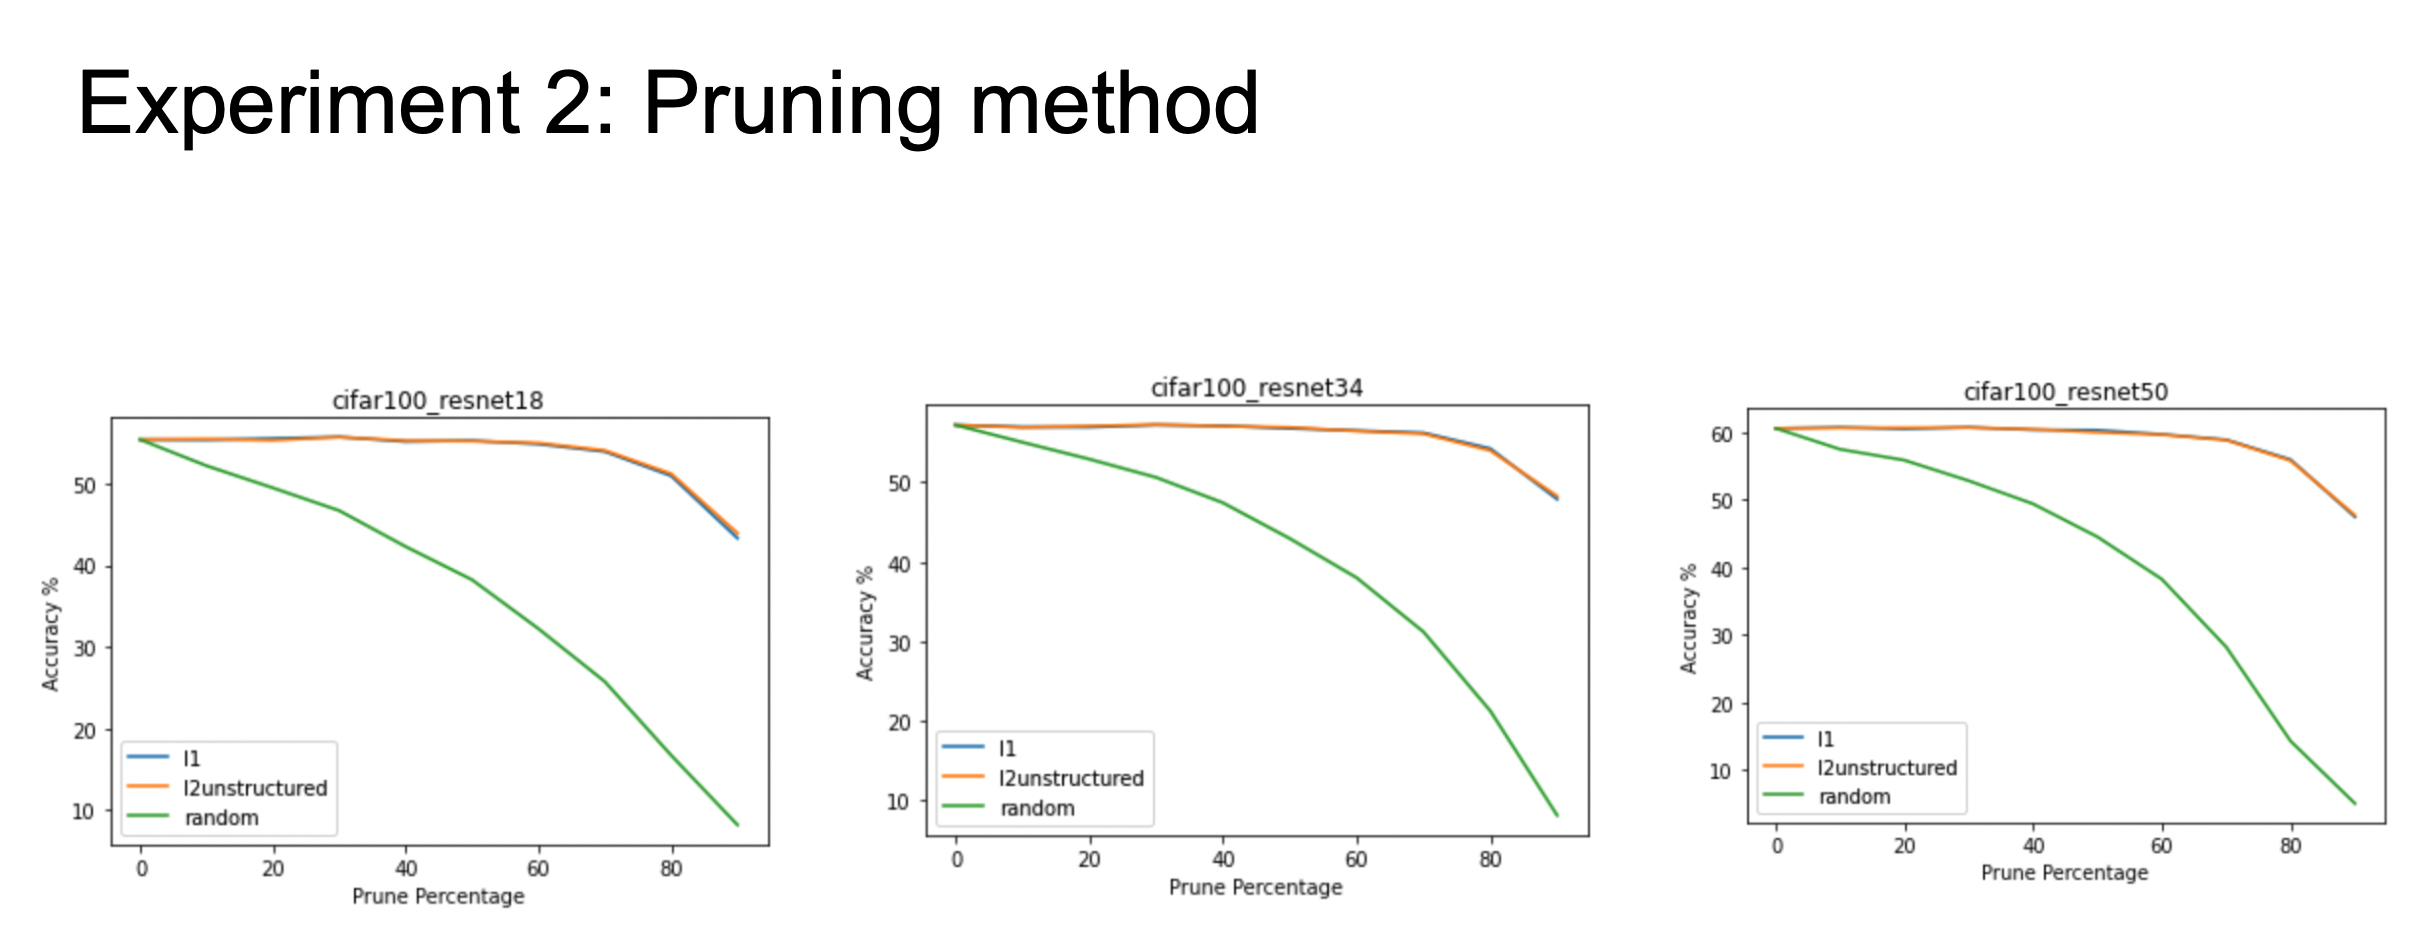 Experiment 2: Pruning method
cifar100_resnet18
Accuracy %
50
40
30
20
10
l1
l2unstructured
random
0 20 40 60 80
Prune Percentage
cifar100_resnet34
Accuracy %
50
40
30
20
10
l1
l2unstructured
random
0 20 40 60 80
Prune Percentage
cifar100_resnet50
Accuracy %
60
50
40
30
20
10
l1
l2unstructured
random
0 20 40 60 80
Prune Percentage